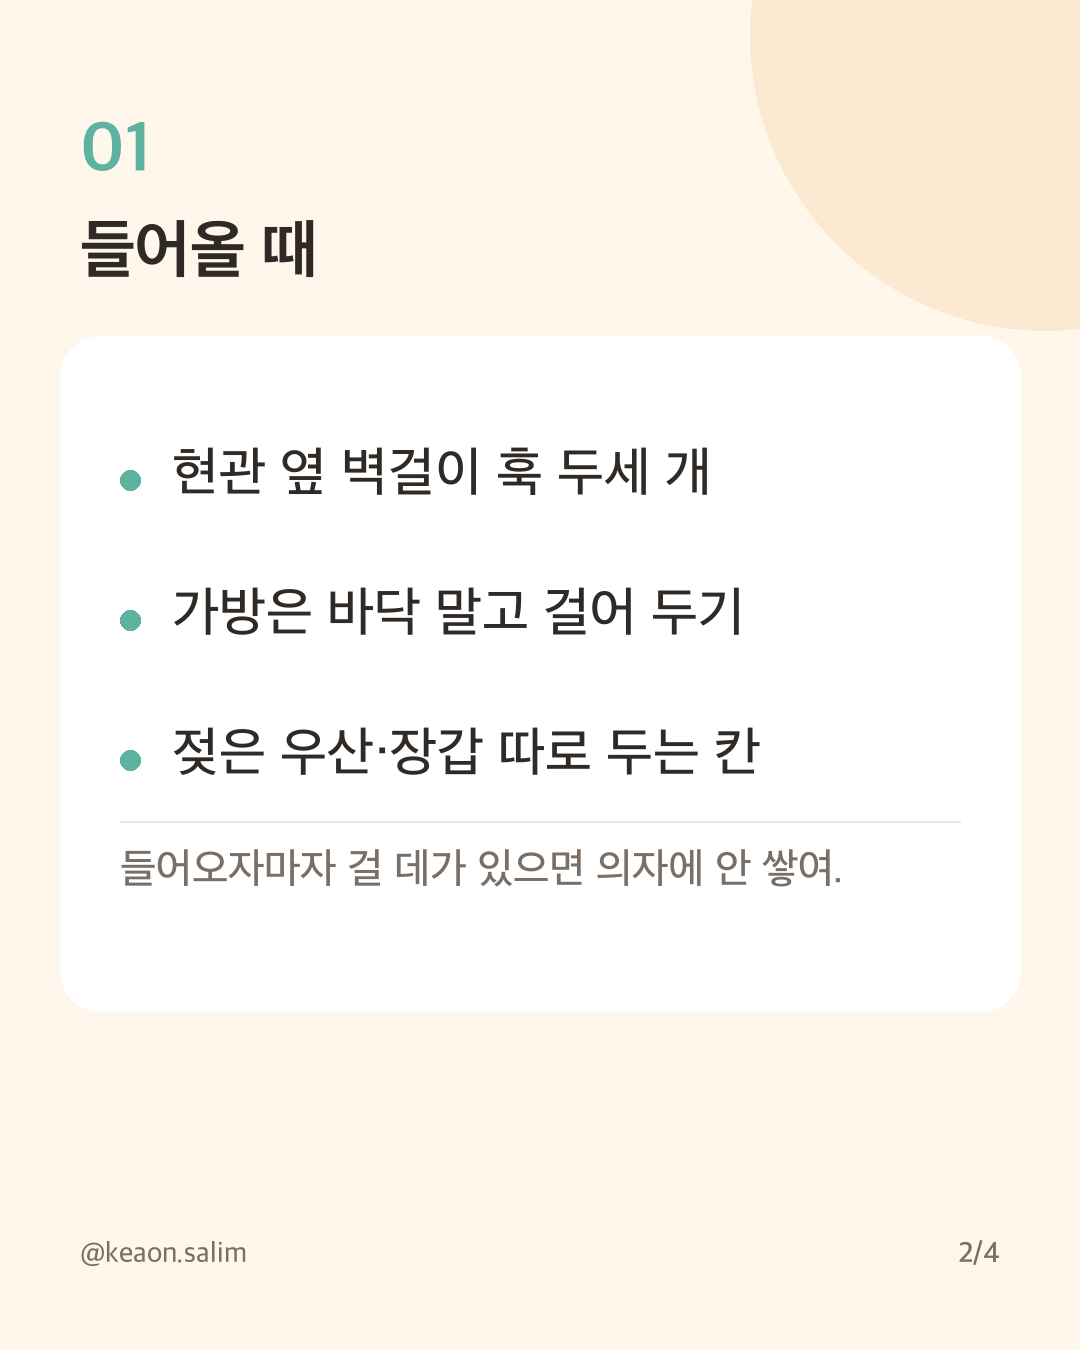 01
들어올 때
현관 옆 벽걸이 훅 두세 개
가방은 바닥 말고 걸어 두기
젖은 우산·장갑 따로 두는 칸
들어오자마자 걸 데가 있으면 의자에 안 쌓여.
@keaon.salim
2/4